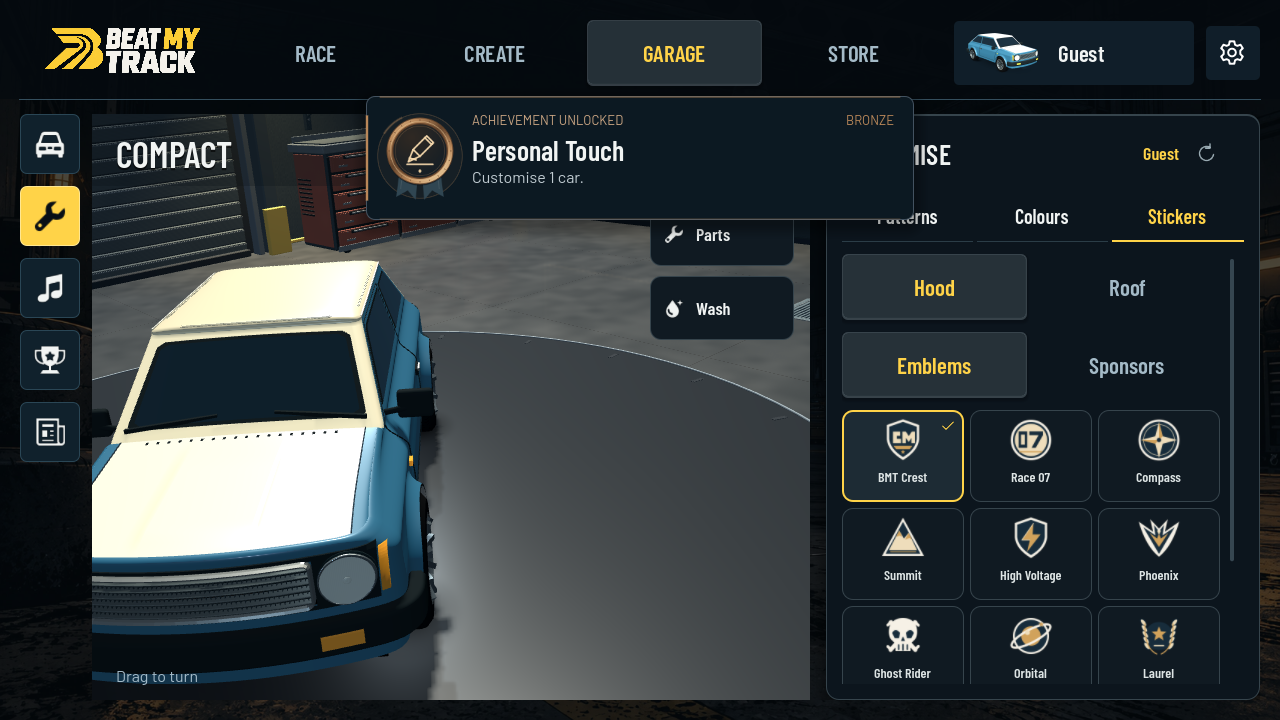 BEAT MY
TRACK
RACE
CREATE
GARAGE
STORE
Guest
ACHIEVEMENT UNLOCKED
BRONZE
Personal Touch
Customise 1 car.
COMPACT
Guest
Colours
Stickers
Parts
Wash
Hood
Roof
Emblems
Sponsors
BMT Crest
07
Race 07
Compass
Summit
High Voltage
Phoenix
Ghost Rider
Orbital
Laurel
Drag to turn